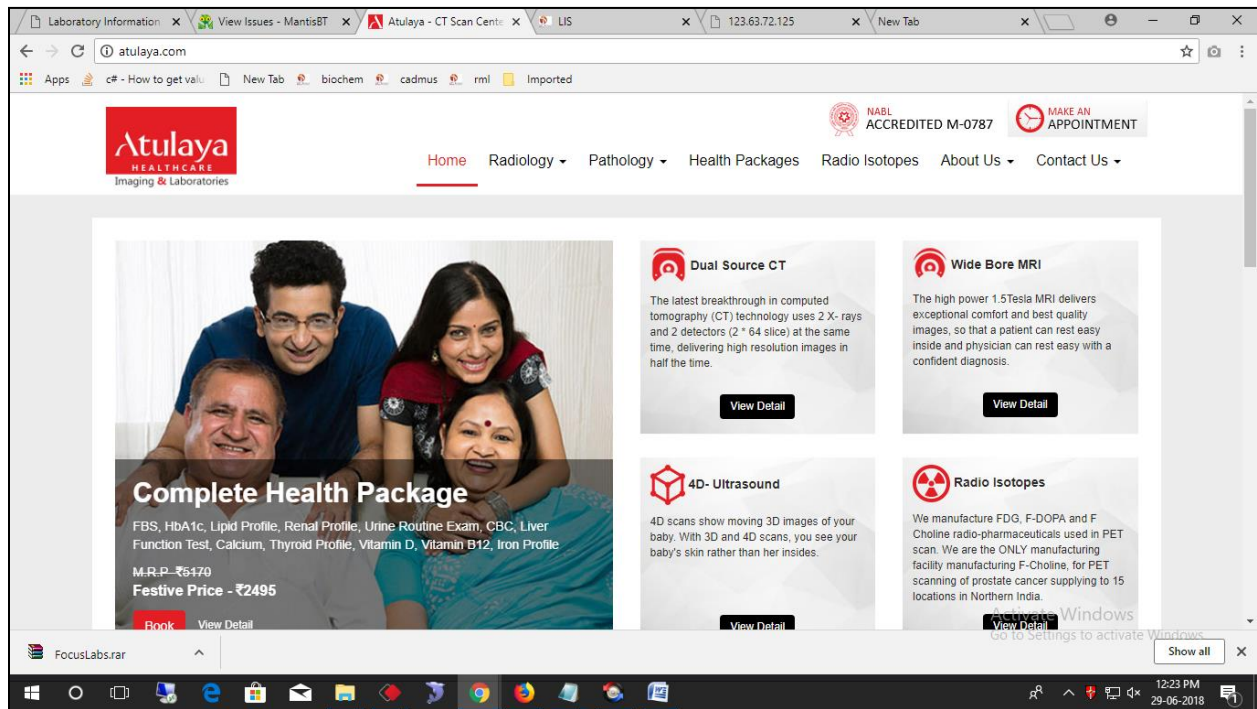 Laboratory Information
View Issues - MantisBT
Atulaya - CT Scan Cente
LIS
123.63.72.125
New Tab
atulaya.com
Apps
c# - How to get valu
New Tab
biochem
cadmus
rml
Imported
Atulaya
HEALTHCARE
Imaging & Laboratories
NABL
ACCREDITED M-0787
MAKE AN
APPOINTMENT
Home Radiology Pathology Health Packages Radio Isotopes About Us Contact Us
Complete Health Package
FBS, HbA1c, Lipid Profile, Renal Profile, Urine Routine Exam, CBC, Liver
Function Test, Calcium, Thyroid Profile, Vitamin D, Vitamin B12, Iron Profile
M.R.P ₹5170
Festive Price - ₹2495
Book View Detail
Dual Source CT
The latest breakthrough in computed
tomography (CT) technology uses 2 X- rays
and 2 detectors (2 * 64 slice) at the same
time, delivering high resolution images in
half the time.
View Detail
Wide Bore MRI
The high power 1.5Tesla MRI delivers
exceptional comfort and best quality
images, so that a patient can rest easy
inside and physician can rest easy with a
confident diagnosis.
View Detail
4D- Ultrasound
4D scans show moving 3D images of your
baby. With 3D and 4D scans, you see your
baby's skin rather than her insides.
View Detail
Radio Isotopes
We manufacture FDG, F-DOPA and F
Choline radio-pharmaceuticals used in PET
scan. We are the ONLY manufacturing
facility manufacturing F-Choline, for PET
scanning of prostate cancer supplying to 15
locations in Northern India.
View Detail
Activate Windows
Go to Settings to activate Windows.
FocusLabs.rar
Show all
12:23 PM
29-06-2018